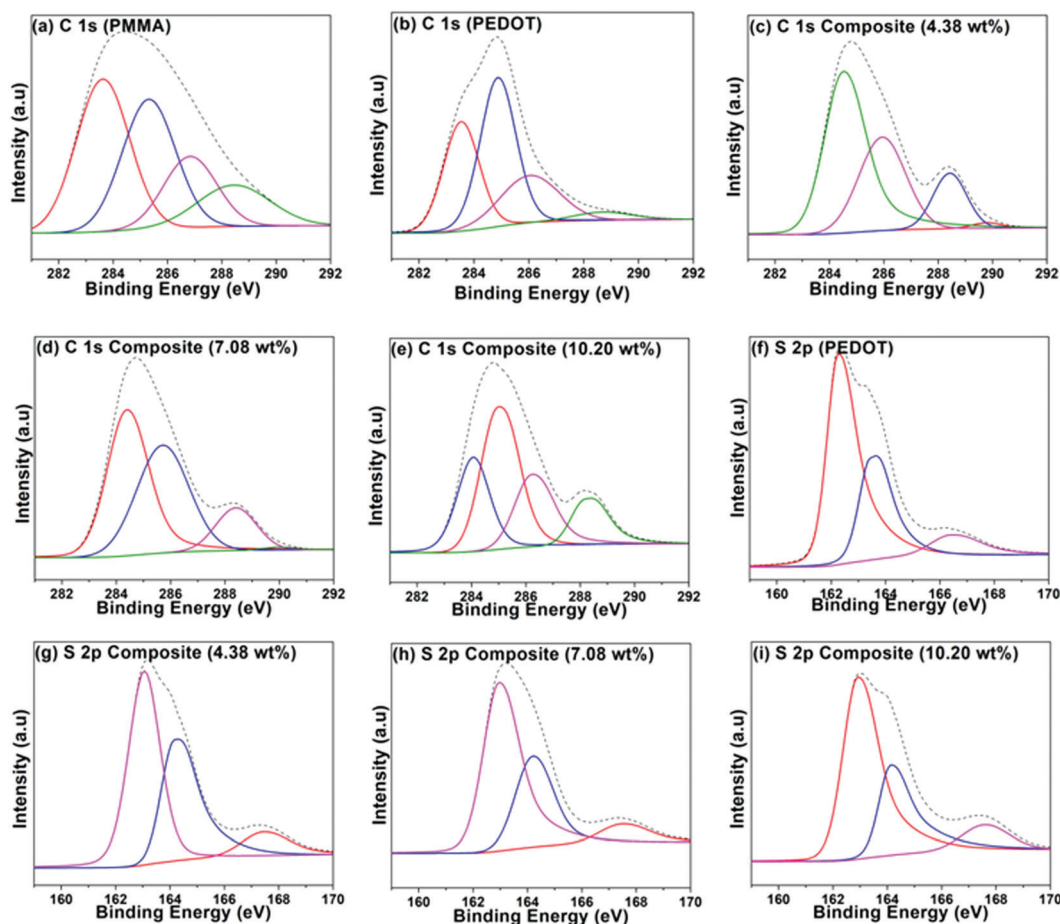 (a) C 1s (PMMA)
Intensity (a.u)
282 284 286 288 290 292
Binding Energy (eV)
(b) C 1s (PEDOT)
Intensity (a.u)
282 284 286 288 290 292
Binding Energy (eV)
(c) C 1s Composite (4.38 wt%)
Intensity (a.u)
282 284 286 288 290 292
Binding Energy (eV)
(d) C 1s Composite (7.08 wt%)
Intensity (a.u)
282 284 286 288 290 292
Binding Energy (eV)
(e) C 1s Composite (10.20 wt%)
Intensity (a.u)
282 284 286 288 290 292
Binding Energy (eV)
(f) S 2p (PEDOT)
Intensity (a.u)
160 162 164 166 168 170
Binding Energy (eV)
(g) S 2p Composite (4.38 wt%)
Intensity (a.u)
160 162 164 166 168 170
Binding Energy (eV)
(h) S 2p Composite (7.08 wt%)
Intensity (a.u)
160 162 164 166 168 170
Binding Energy (eV)
(i) S 2p Composite (10.20 wt%)
Intensity (a.u)
160 162 164 166 168 170
Binding Energy (eV)